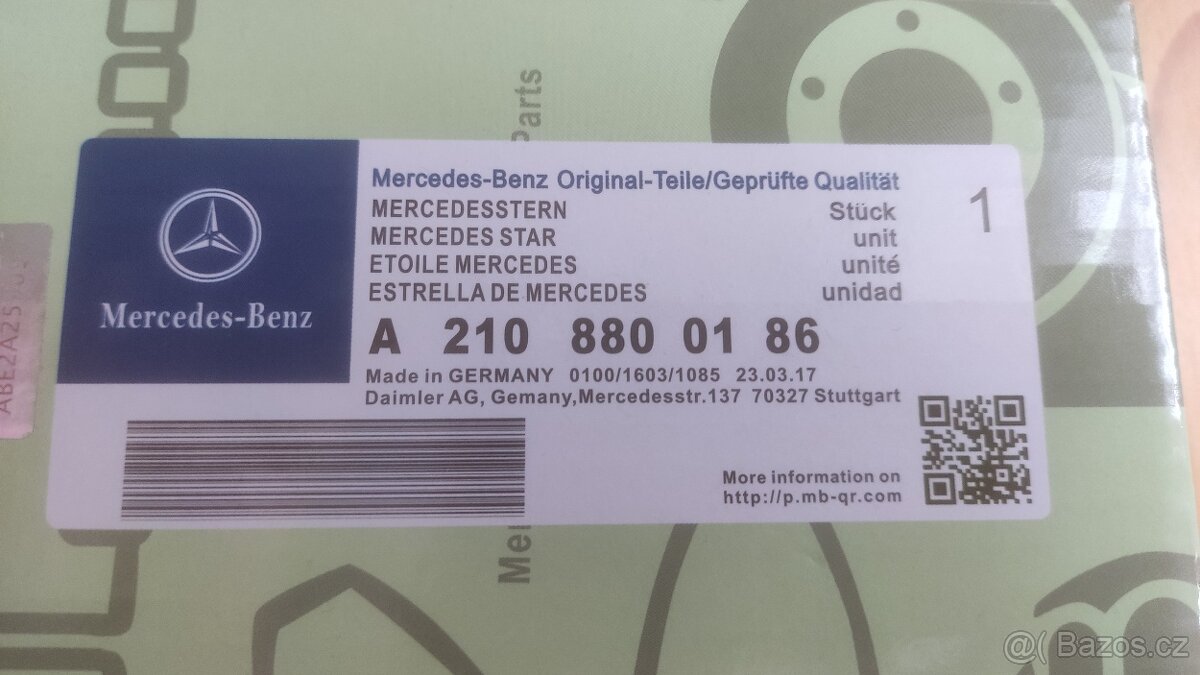 Parts
Mercedes-Benz
Mercedes-Benz Original-Teile/Geprüfte Qualität
MERCEDESSTERN Stück 1
MERCEDES STAR unit
ETOILE MERCEDES unité
ESTRELLA DE MERCEDES unidad
A 210 880 01 86
Made in GERMANY 0100/1603/1085 23.03.17
Daimler AG, Gemany,Mercedesstr.137 70327 Stuttgart
More information on
http://p.mb-qr.com
ABE2A25
Mer
Bazos.cz